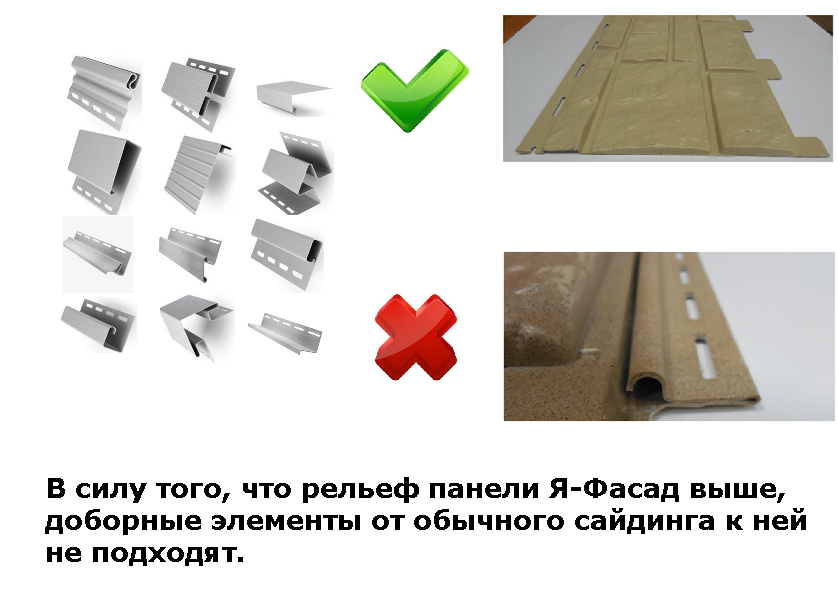 В силу того, что рельеф панели Я-Фасад выше,
доборные элементы от обычного сайдинга к ней
не подходят.